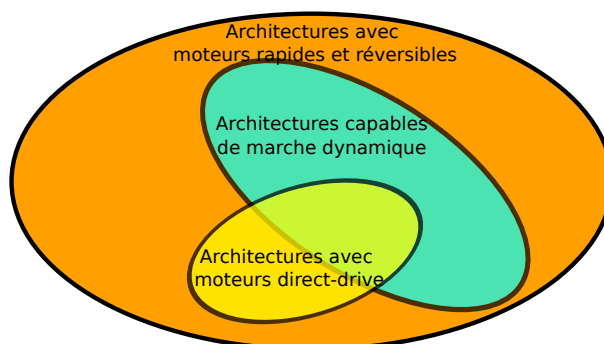 Architectures avec
moteurs rapides et réversibles
Architectures capables
de marche dynamique
Architectures avec
moteurs direct-drive